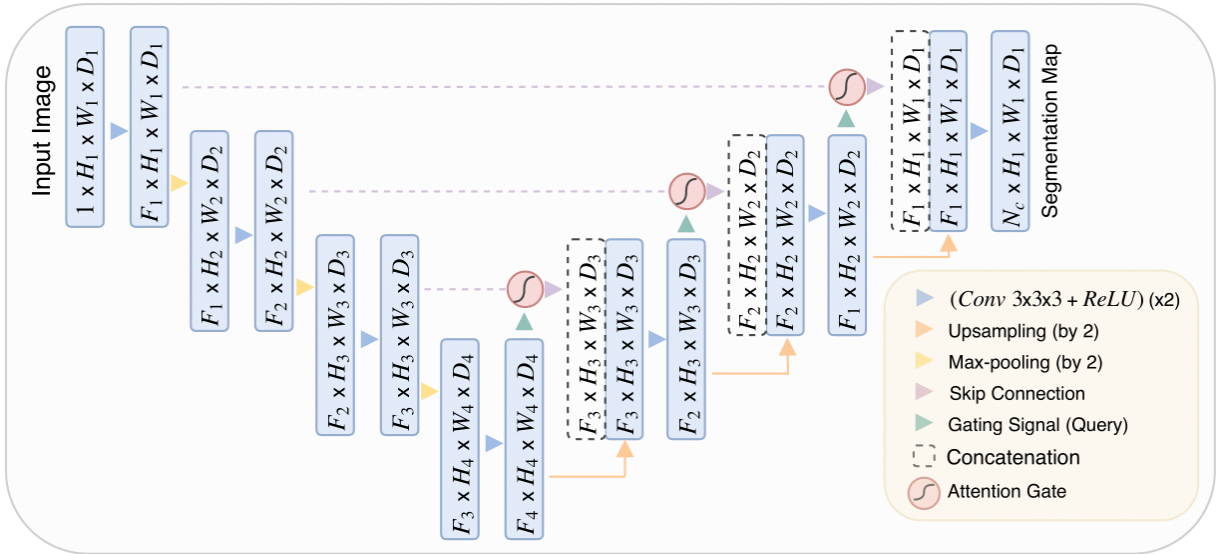 Input Image
1 x H₁ x W₁ x D₁
F₁ x H₁ x W₁ x D₁
F₁ x H₂ x W₂ x D₂
F₂ x H₂ x W₂ x D₂
F₂ x H₃ x W₃ x D₃
F₃ x H₃ x W₃ x D₃
F₃ x H₄ x W₄ x D₄
F₄ x H₄ x W₄ x D₄
F₃ x H₃ x W₃ x D₃
F₃ x H₃ x W₃ x D₃
F₂ x H₃ x W₃ x D₃
F₂ x H₂ x W₂ x D₂
F₂ x H₂ x W₂ x D₂
F₁ x H₂ x W₂ x D₂
F₁ x H₁ x W₁ x D₁
F₁ x H₁ x W₁ x D₁
N_c x H₁ x W₁ x D₁
Segmentation Map
(Conv 3x3x3 + ReLU) (x2)
Upsampling (by 2)
Max-pooling (by 2)
Skip Connection
Gating Signal (Query)
Concatenation
Attention Gate